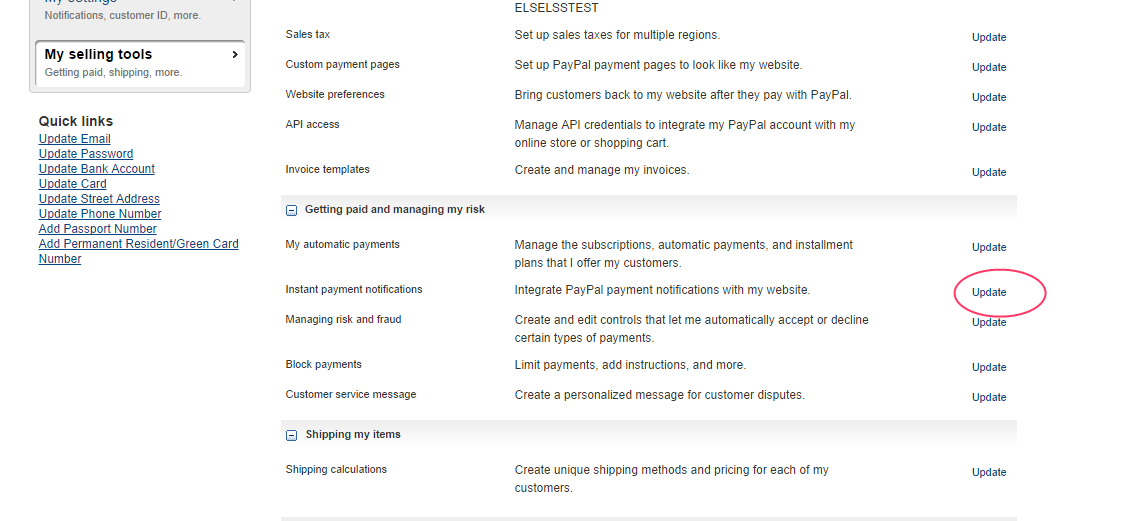 My settings
Notifications, customer ID, more.
My selling tools
Getting paid, shipping, more.
Quick links
Update Email
Update Password
Update Bank Account
Update Card
Update Street Address
Update Phone Number
Add Passport Number
Add Permanent Resident/Green Card
Number
ELSELSSTEST
Sales tax Set up sales taxes for multiple regions. Update
Custom payment pages Set up PayPal payment pages to look like my website. Update
Website preferences Bring customers back to my website after they pay with PayPal. Update
API access Manage API credentials to integrate my PayPal account with my Update
online store or shopping cart.
Invoice templates Create and manage my invoices. Update
Getting paid and managing my risk
My automatic payments Manage the subscriptions, automatic payments, and installment Update
plans that I offer my customers.
Instant payment notifications Integrate PayPal payment notifications with my website. Update
Managing risk and fraud Create and edit controls that let me automatically accept or decline Update
certain types of payments.
Block payments Limit payments, add instructions, and more. Update
Customer service message Create a personalized message for customer disputes. Update
Shipping my items
Shipping calculations Create unique shipping methods and pricing for each of my Update
customers.